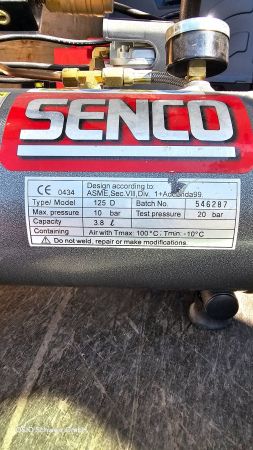 SENCO
CE 0434 Design according to:
ASME,Sec.VIII,Div. 1+Addenda99.
Type/ Model 125 D Batch No. 546287
Max. pressure 10 bar Test pressure 20 bar
Capacity 3.8 ℓ
Containing Air with Tmax: 100°C, Tmin: -10°C
⚠ Do not weld, repair or make modifications.